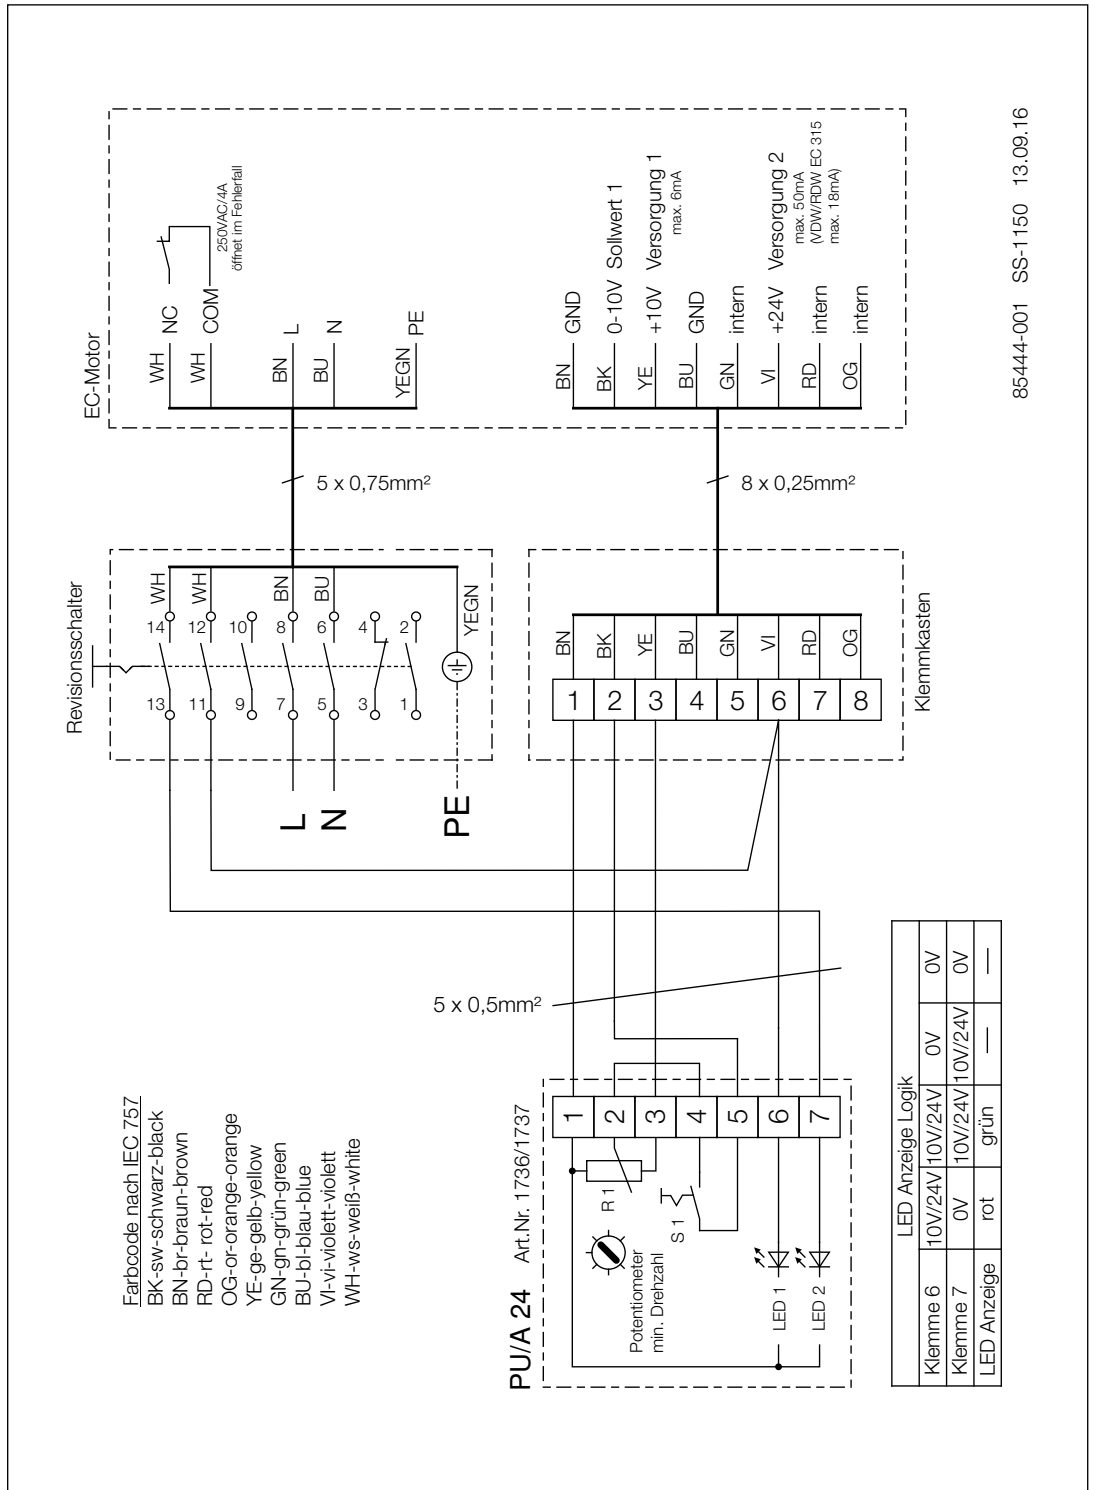 EC-Motor
WH NC
WH COM
250VAC/4A
öffnet im Fehlerfall
BN L
BU N
YEGN PE
BN GND
BK 0-10V Sollwert 1
YE +10V Versorgung 1
max. 6mA
BU GND
GN intern
VI +24V Versorgung 2
max. 50mA
(VDW/RDW EC 315
max. 18mA)
RD intern
OG intern
5 x 0,75mm²
8 x 0,25mm²
Revisionsschalter
13 14 WH
11 12 WH
9 10
7 8 BN
5 6 BU
3 4
1 2
YEGN
L
N
PE
Klemmkasten
1 BN
2 BK
3 YE
4 BU
5 GN
6 VI
7 RD
8 OG
5 x 0,5mm²
Farbcode nach IEC 757
BK-sw-schwarz-black
BN-br-braun-brown
RD-rt- rot-red
OG-or-orange-orange
YE-ge-gelb-yellow
GN-gn-grün-green
BU-bl-blau-blue
VI-vi-violett-violett
WH-ws-weiß-white
PU/A 24 Art.Nr. 1736/1737
1
2
3
4
5
6
7
R 1
S 1
Potentiometer
min. Drehzahl
LED 1
LED 2
LED Anzeige Logik
Klemme 6 10V/24V 10V/24V 0V 0V
Klemme 7 0V 10V/24V 10V/24V 0V
LED Anzeige rot grün — —
85444-001 SS-1150 13.09.16